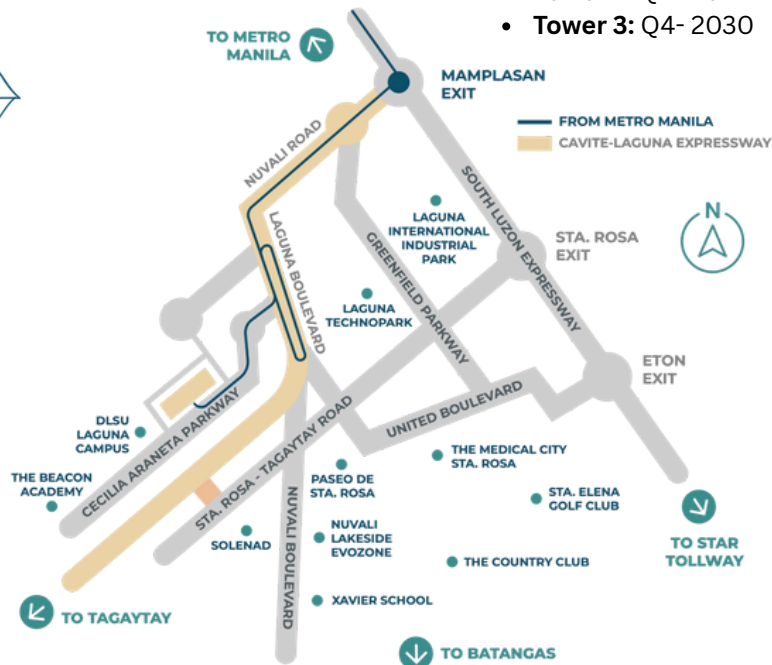 • Tower 3: Q4- 2030
TO METRO
MANILA
MAMPLASAN
EXIT
FROM METRO MANILA
CAVITE-LAGUNA EXPRESSWAY
NUVALI ROAD
SOUTH LUZON EXPRESSWAY
LAGUNA
INTERNATIONAL
INDUSTRIAL
PARK
N
STA. ROSA
EXIT
LAGUNA BOULEVARD
GREENFIELD PARKWAY
LAGUNA
TECHNOPARK
ETON
EXIT
UNITED BOULEVARD
DLSU
LAGUNA
CAMPUS
CECILIA ARANETA PARKWAY
STA. ROSA - TAGAYTAY ROAD
THE MEDICAL CITY
STA. ROSA
THE BEACON
ACADEMY
PASEO DE
STA. ROSA
STA. ELENA
GOLF CLUB
NUVALI BOULEVARD
SOLENAD
NUVALI
LAKESIDE
EVOZONE
TO STAR
TOLLWAY
THE COUNTRY CLUB
XAVIER SCHOOL
TO TAGAYTAY
TO BATANGAS